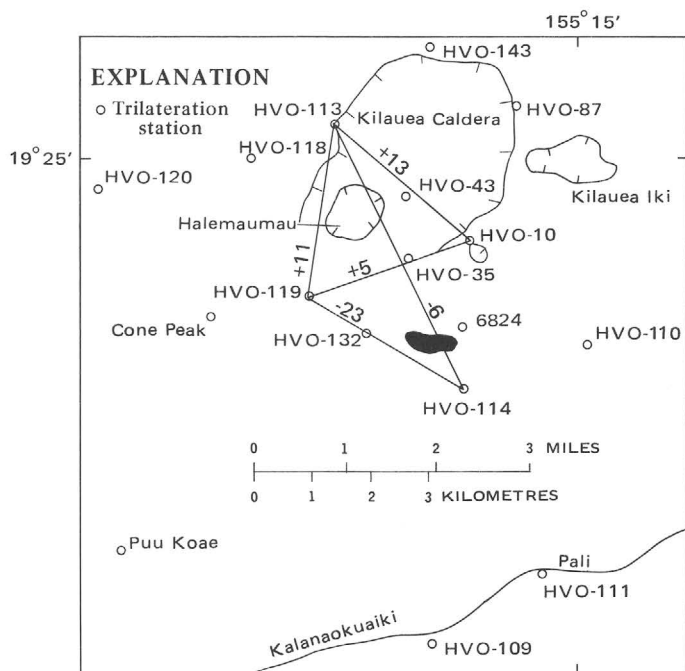 155°15′
HVO-143
EXPLANATION
Trilateration
station
HVO-113
Kilauea Caldera
HVO-87
HVO-118
19°25′
+13
HVO-120
HVO-43
Kilauea Iki
Halemaumau
HVO-10
+11
+5
HVO-35
HVO-119
-23
-6
6824
Cone Peak
HVO-132
HVO-110
HVO-114
0 1 2 3 MILES
0 1 2 3 KILOMETRES
Puu Koae
Pali
HVO-111
Kalanaokuaiki
HVO-109